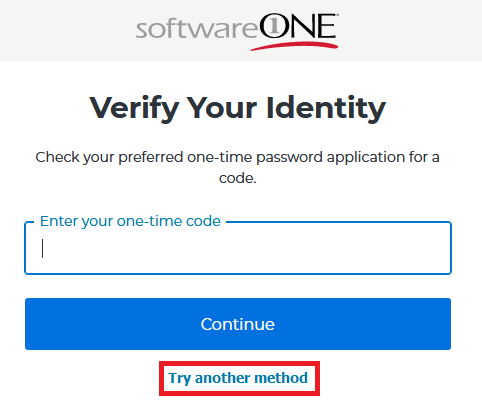 softwareONE
Verify Your Identity
Check your preferred one-time password application for a
code.
Enter your one-time code
Continue
Try another method